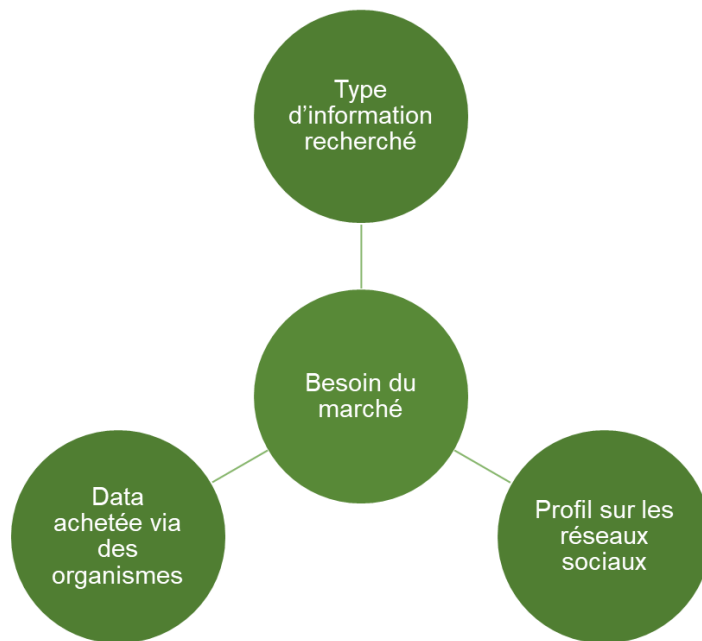 Type
d’information
recherché
Besoin du
marché
Data
achetée via
des
organismes
Profil sur les
réseaux
sociaux